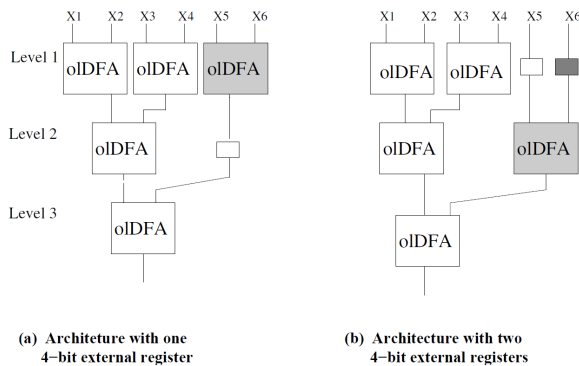 X1 X2 X3 X4 X5 X6
Level 1 olDFA olDFA olDFA
Level 2 olDFA
Level 3 olDFA
(a) Architeture with one
4−bit external register
X1 X2 X3 X4 X5 X6
olDFA olDFA
olDFA olDFA
olDFA
(b) Architecture with two
4−bit external registers